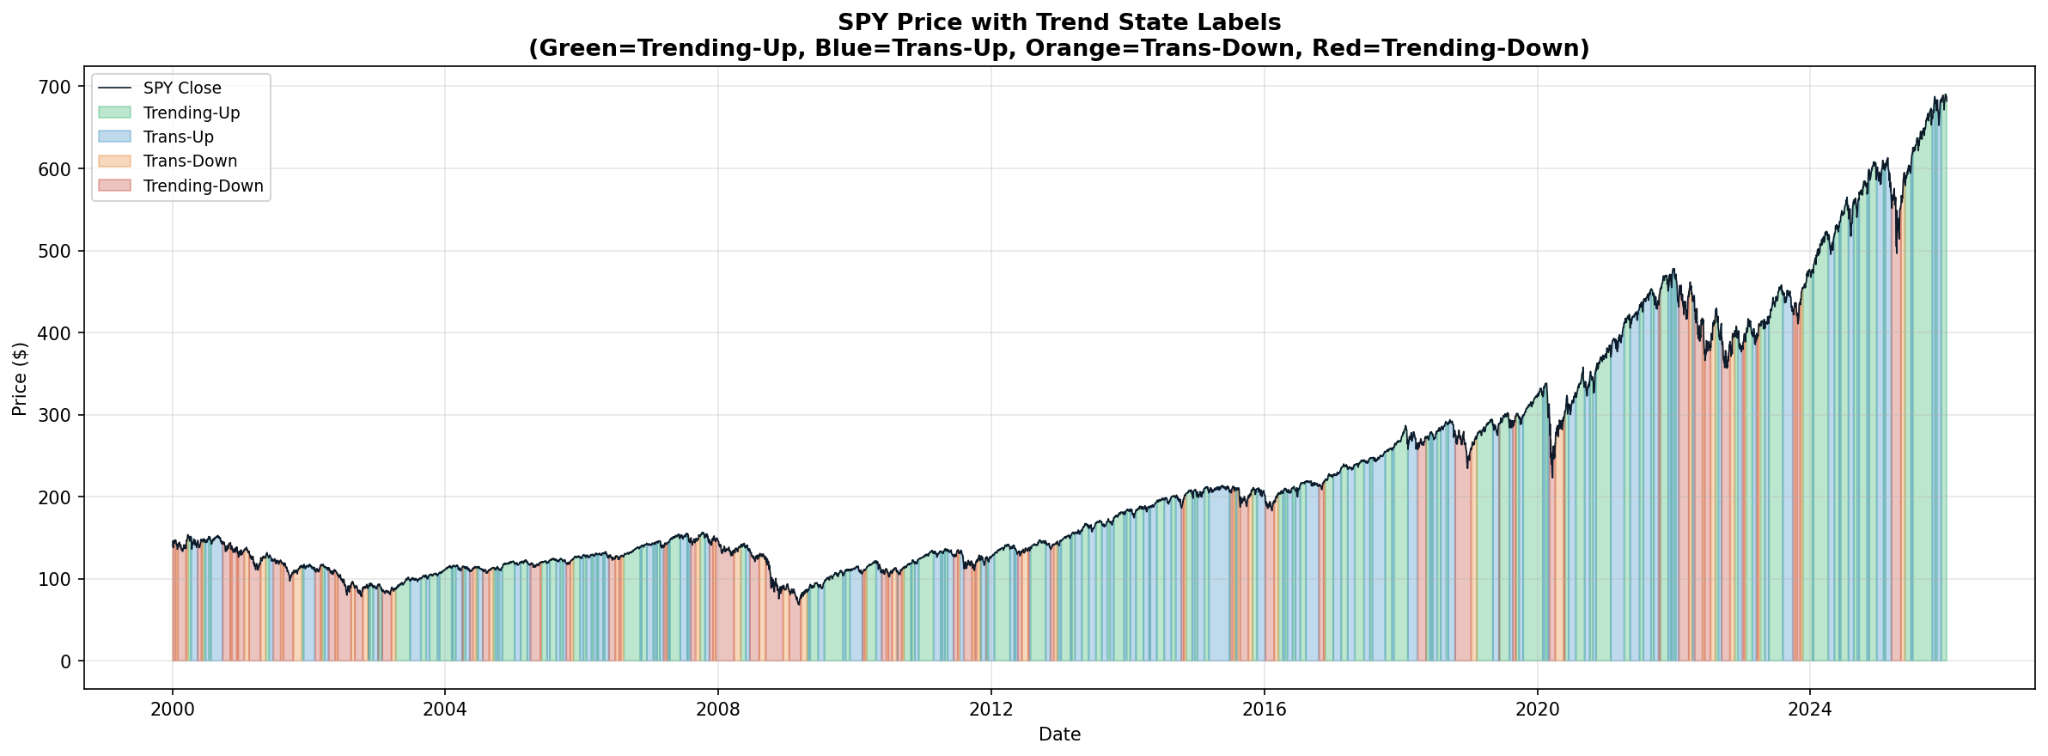 SPY Price with Trend State Labels
(Green=Trending-Up, Blue=Trans-Up, Orange=Trans-Down, Red=Trending-Down)
SPY Close
Trending-Up
Trans-Up
Trans-Down
Trending-Down
Price ($)
700
600
500
400
300
200
100
0
2000
2004
2008
2012
2016
2020
2024
Date